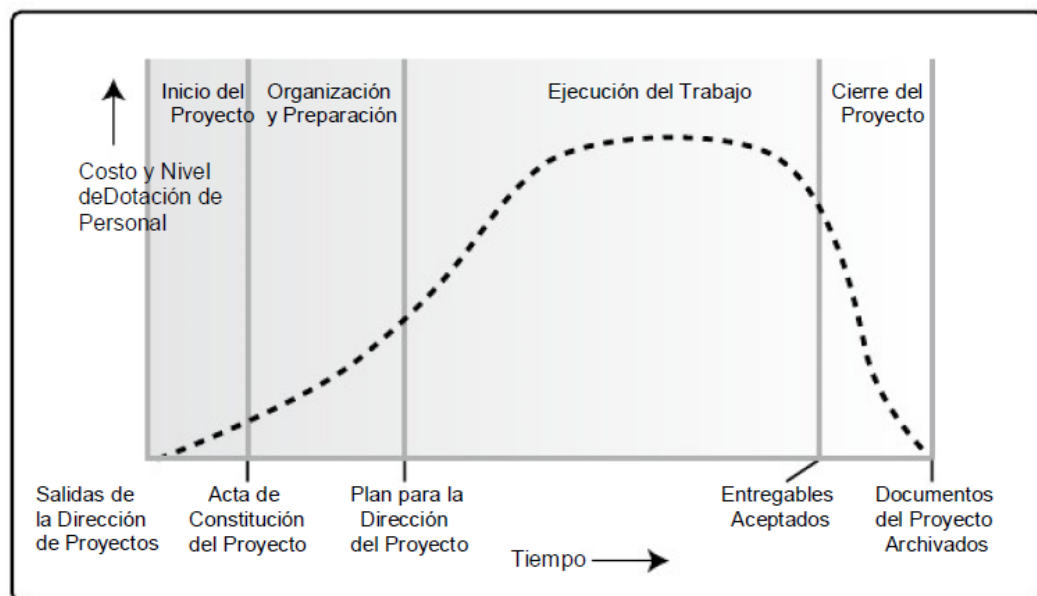 Inicio del
Proyecto
Organización
y Preparación
Ejecución del Trabajo
Cierre del
Proyecto
Costo y Nivel
deDotación de
Personal
Salidas de
la Dirección
de Proyectos
Acta de
Constitución
del Proyecto
Plan para la
Dirección
del Proyecto
Entregables
Aceptados
Documentos
del Proyecto
Archivados
Tiempo